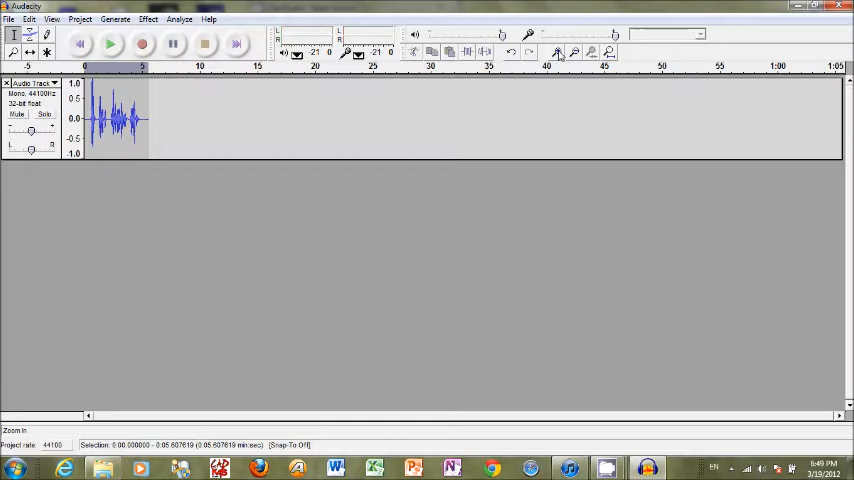 Audacity
File Edit View Project Generate Effect Analyze Help
L
R
L
R
-21 0
-21 0
-5 0 5 10 15 20 25 30 35 40 45 50 55 1:00 1:05
Audio Track
Mono, 44100Hz
32-bit float
Mute Solo
- +
L R
1.0
0.5
0.0
-0.5
-1.0
Zoom In
Project rate: 44100 Selection: 0:00.000000 - 0:05.607619 (0:05.607619 min:sec) [Snap-To Off]
EN
6:49 PM
3/19/2012